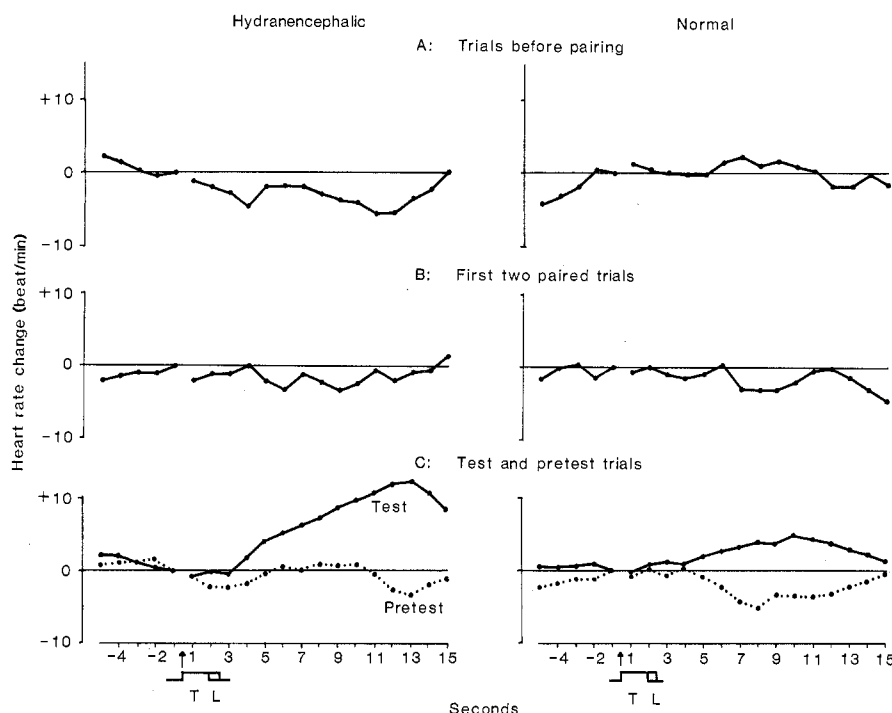 Hydranencephalic Normal
A: Trials before pairing
+10
0
-10
B: First two paired trials
+10
0
-10
C: Test and pretest trials
+10
0
-10
Test
Pretest
-4 -2 1 3 5 7 9 11 13 15
-4 -2 1 3 5 7 9 11 13 15
T L
T L
Seconds
Heart rate change (beat/min)